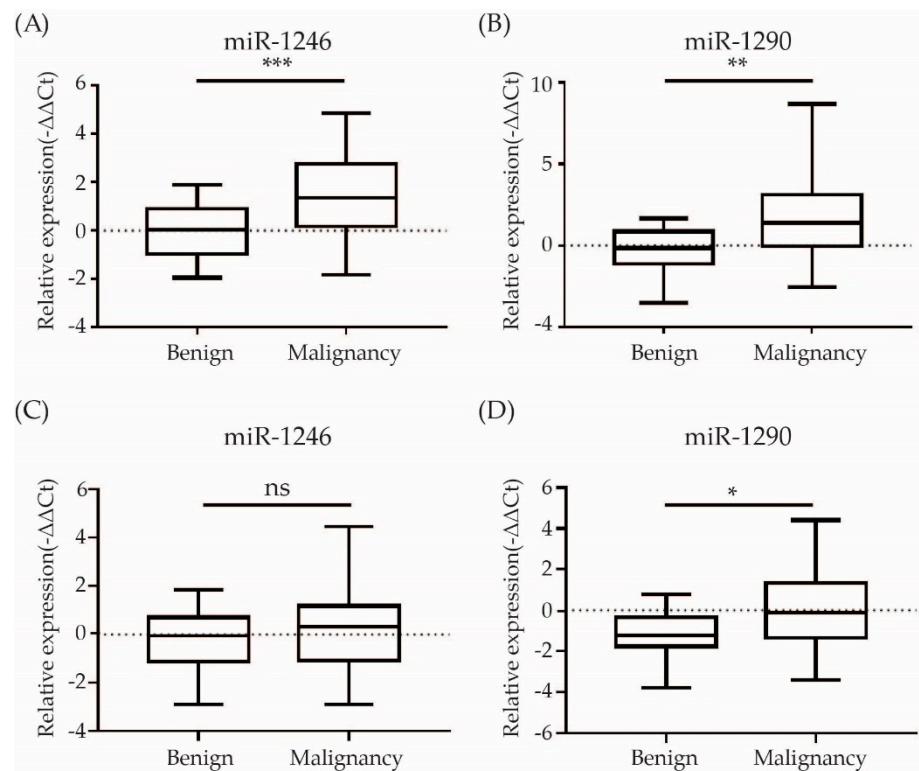 (A)
miR-1246
***
Relative expression(-ΔΔCt)
6
4
2
0
-2
-4
Benign Malignancy
(B)
miR-1290
**
Relative expression(-ΔΔCt)
10
5
0
-4
Benign Malignancy
(C)
miR-1246
ns
Relative expression(-ΔΔCt)
6
4
2
0
-2
-4
Benign Malignancy
(D)
miR-1290
*
Relative expression(-ΔΔCt)
6
4
2
0
-2
-4
-6
Benign Malignancy